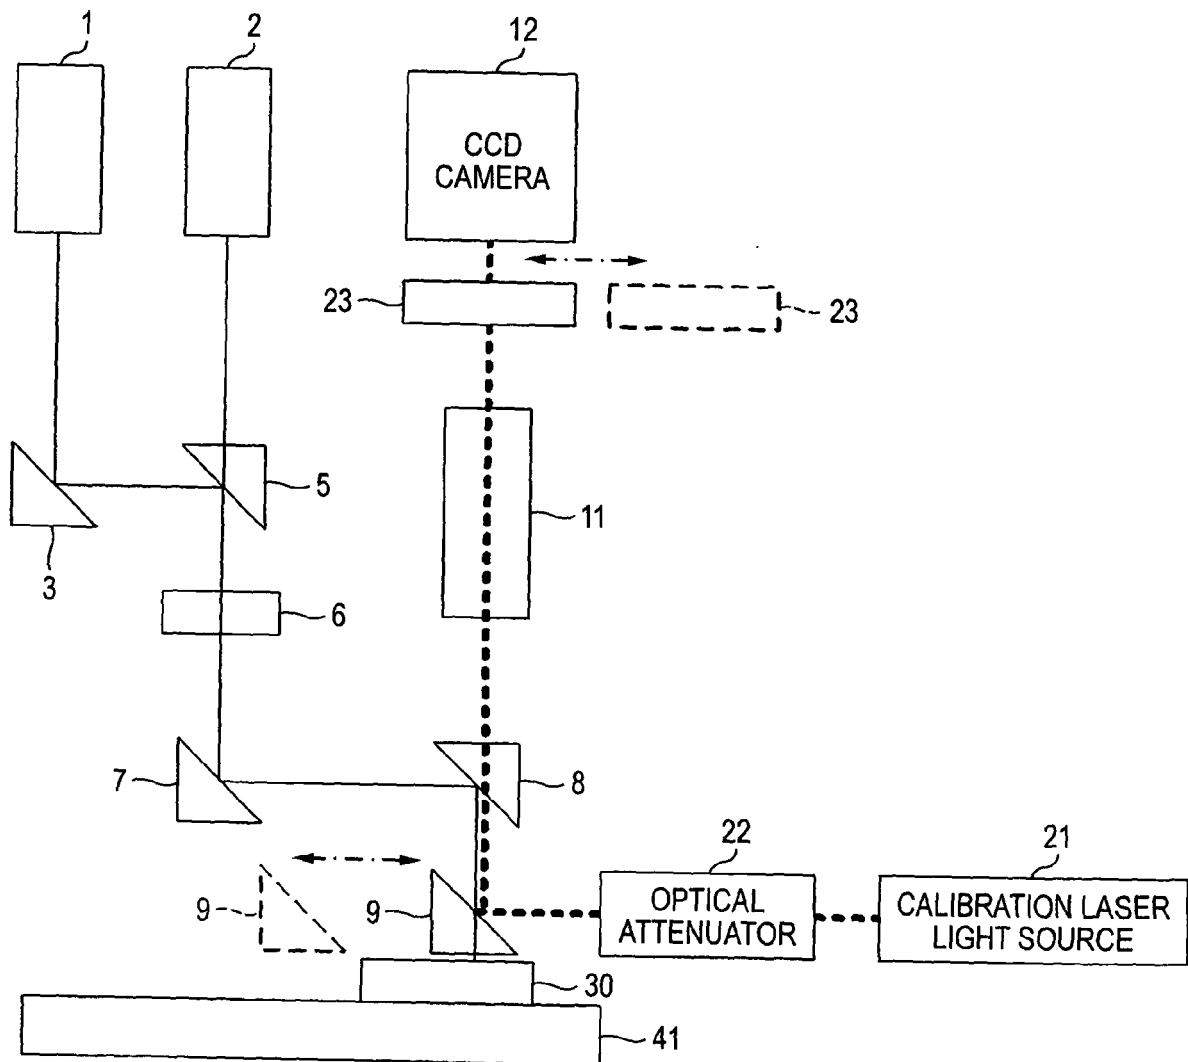 1
2
12
CCD
CAMERA
23
23
5
3
11
6
7
8
22
21
OPTICAL
ATTENUATOR
CALIBRATION LASER
LIGHT SOURCE
9
9
30
41